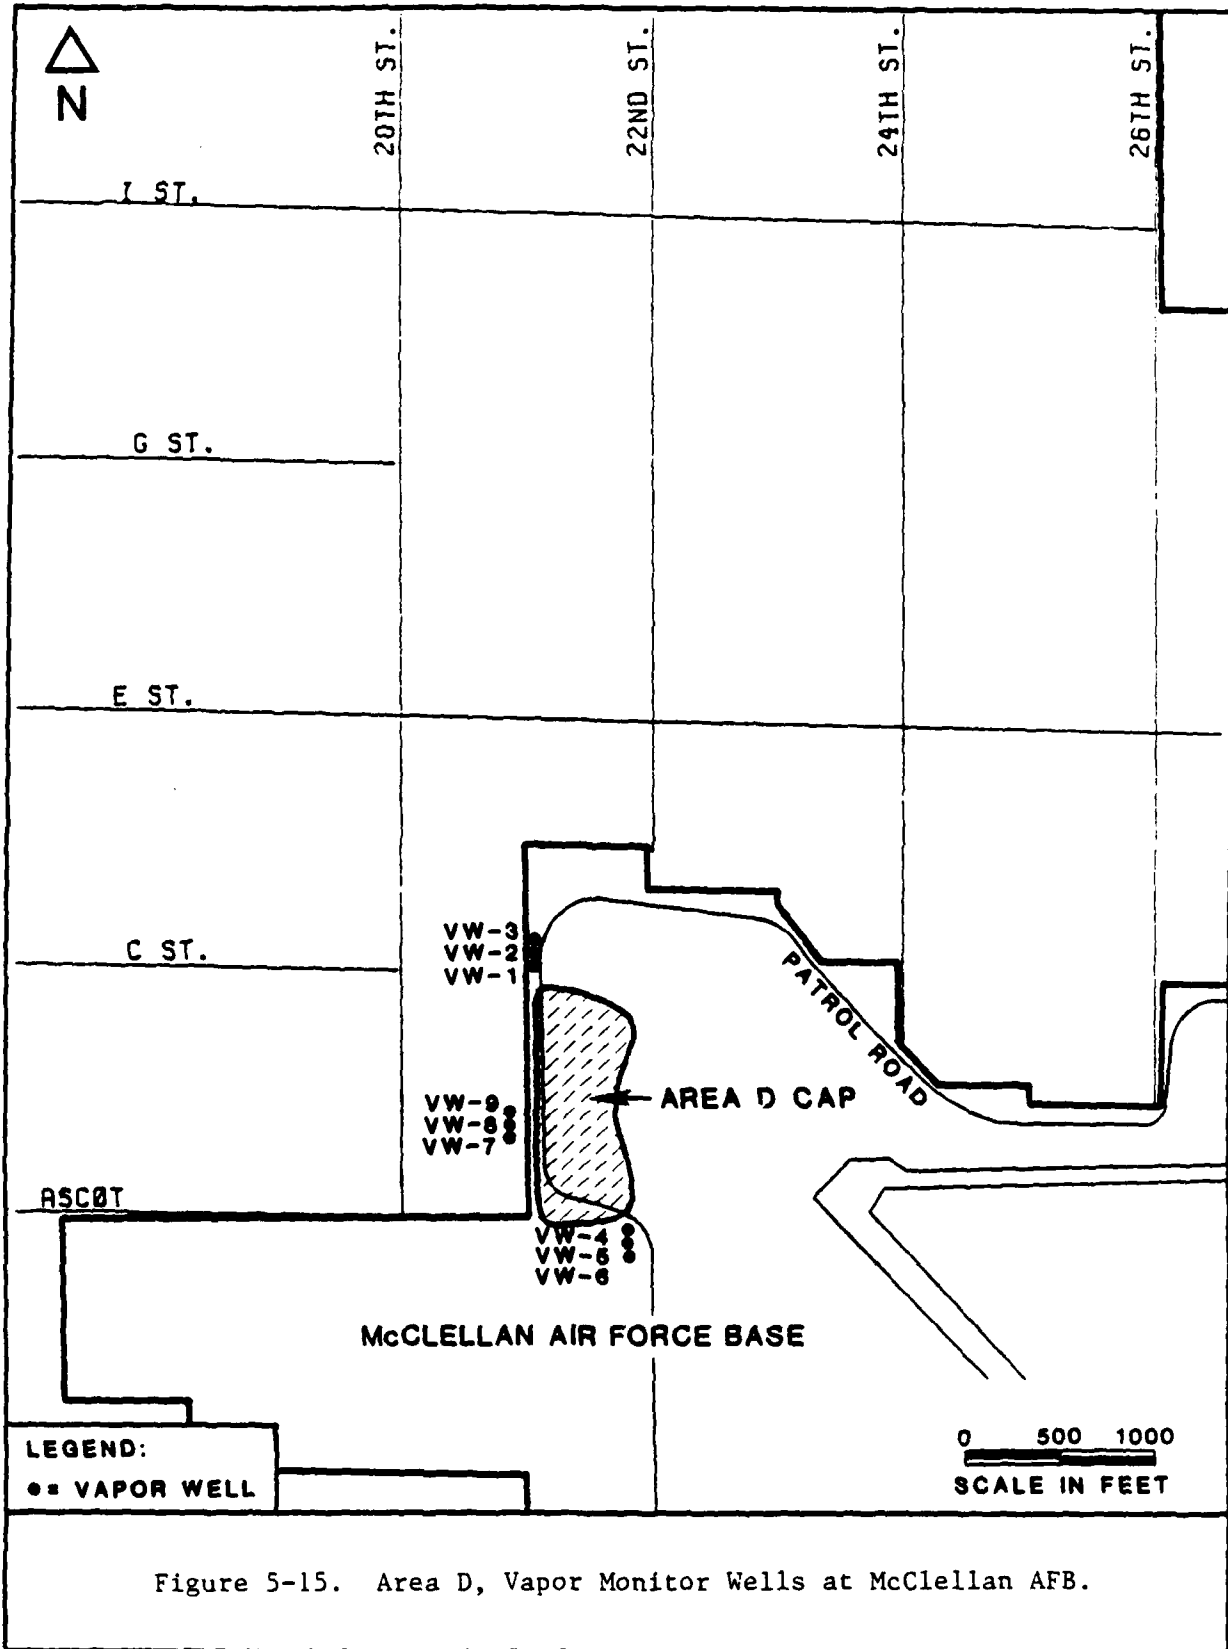 N
20TH ST.
22ND ST.
24TH ST.
26TH ST.
I ST.
G ST.
E ST.
C ST.
VW-3
VW-2
VW-1
PATROL ROAD
AREA D CAP
VW-9
VW-8
VW-7
ASCOT
VW-4
VW-5
VW-6
McCLELLAN AIR FORCE BASE
LEGEND:
●= VAPOR WELL
0 500 1000
SCALE IN FEET
Figure 5-15. Area D, Vapor Monitor Wells at McClellan AFB.